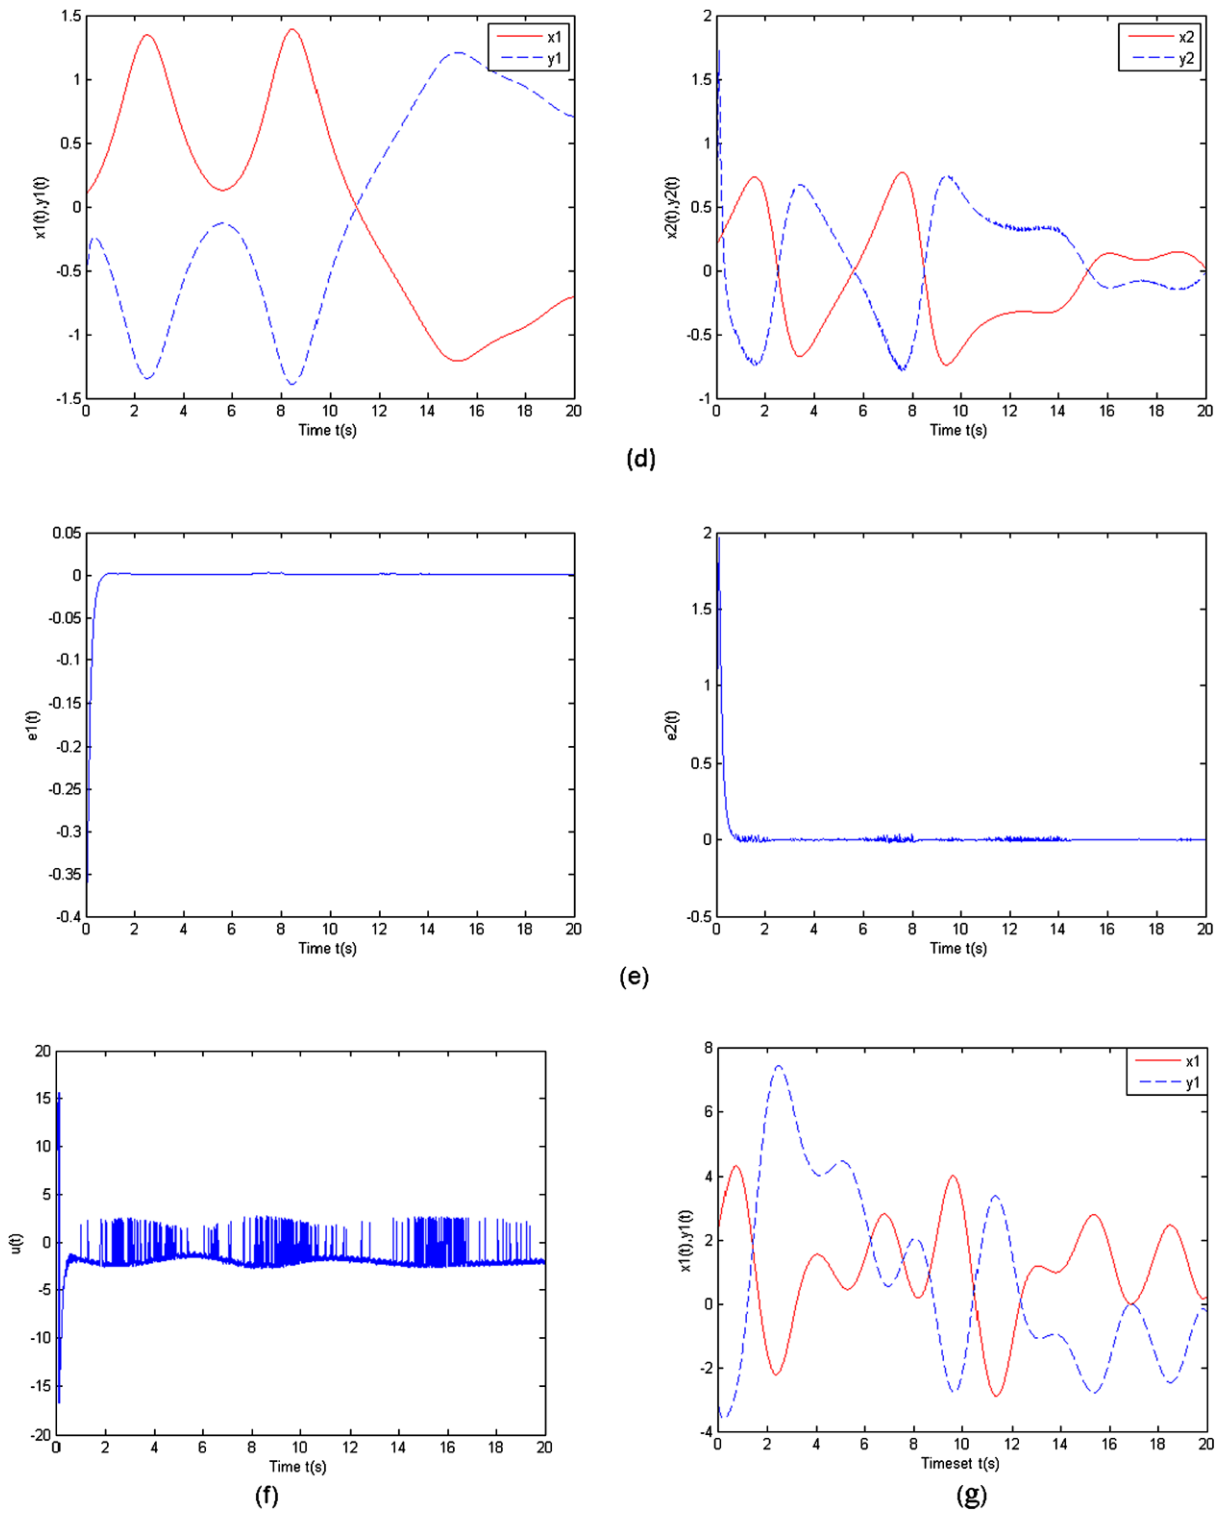 1.5
1
0.5
0
-0.5
-1
-1.5
x1(t),y1(t)
x1
y1
0 2 4 6 8 10 12 14 16 18 20
Time t(s)
2
1.5
1
0.5
0
-0.5
-1
x2(t),y2(t)
x2
y2
0 2 4 6 8 10 12 14 16 18 20
Time t(s)
(d)
0.05
0
-0.05
-0.1
-0.15
-0.2
-0.25
-0.3
-0.35
-0.4
e1(t)
0 2 4 6 8 10 12 14 16 18 20
Time t(s)
2
1.5
1
0.5
0
-0.5
e2(t)
0 2 4 6 8 10 12 14 16 18 20
Time t(s)
(e)
20
15
10
5
0
-5
-10
-15
-20
u(t)
0 2 4 6 8 10 12 14 16 18 20
Time t(s)
(f)
8
6
4
2
0
-2
-4
x1(t),y1(t)
x1
y1
0 2 4 6 8 10 12 14 16 18 20
Timeset t(s)
(g)